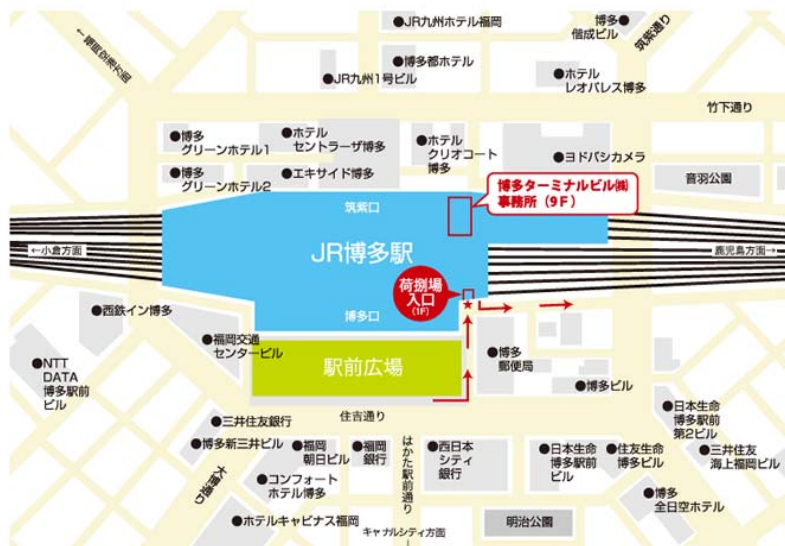 ←福岡空港方面
●JR九州ホテル福岡
博多●
偕成ビル
筑紫通り
●博多都ホテル
●JR九州1号ビル
●ホテル
レオパレス博多
竹下通り
●博多
グリーンホテル1
●ホテル
セントラーザ博多
●ホテル
クリオコート
博多
●ヨドバシカメラ
●博多
グリーンホテル2
●エキサイド博多
音羽公園
博多ターミナルビル㈱
事務所（9F）
筑紫口
←小倉方面
JR博多駅
鹿児島方面→
荷捌場
入口
（1F）
★
博多口
●西鉄イン博多
●福岡交通
センタービル
駅前広場
●博多
郵便局
●NTT
DATA
博多駅前
ビル
●博多ビル
住吉通り
●三井住友銀行
●日本生命
博多駅前
第2ビル
●博多新三井ビル
●福岡
朝日ビル
●福岡
銀行
はかた駅前通り
●西日本
シティ
銀行
●日本生命
博多駅前
ビル
●住友生命
博多ビル
●三井住友
海上福岡ビル
大博通り
●コンフォート
ホテル博多
●博多
全日空ホテル
●ホテルキャビナス福岡
キャナルシティ方面
↓
明治公園